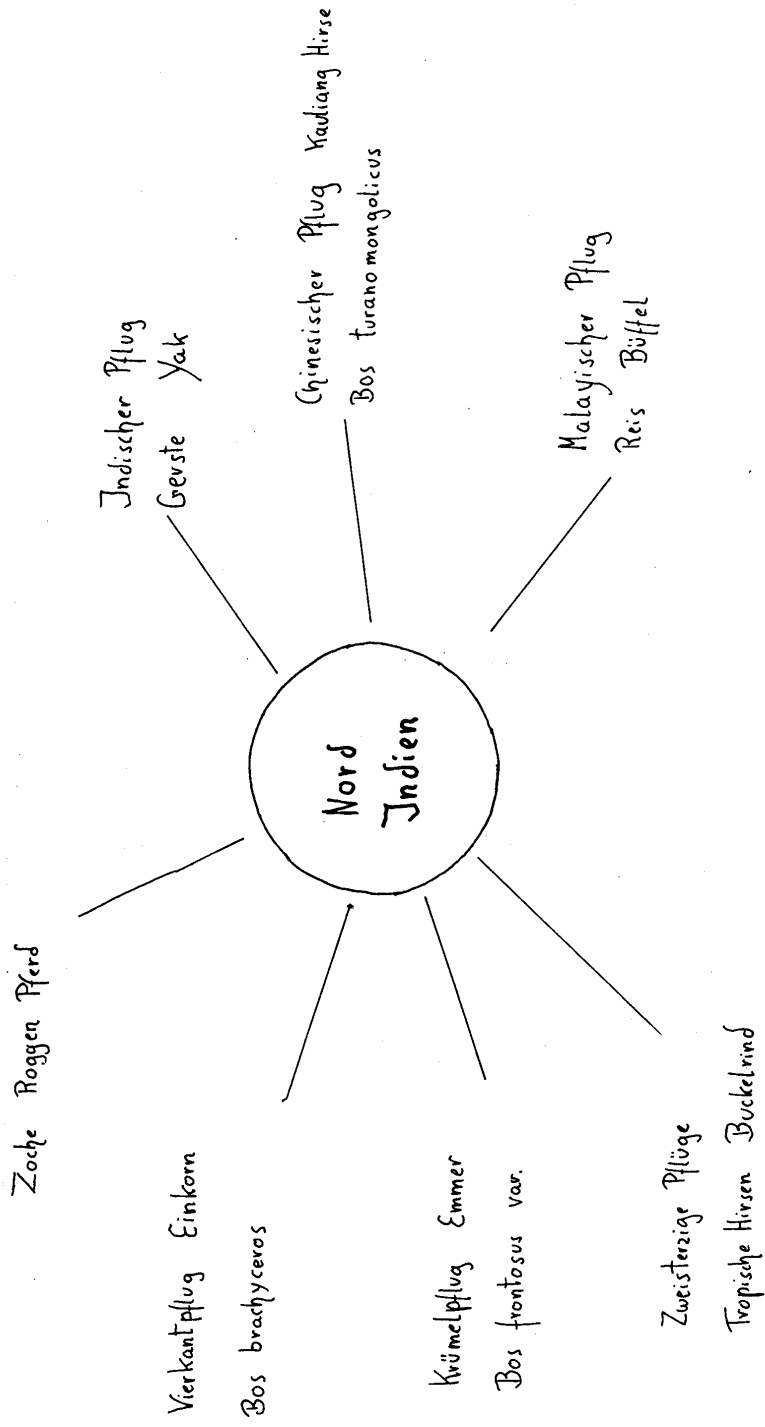 Zoche Roggen Pferd
Indischer Pflug
Gerste Yak
Vierkantpflug Einkorn
Bos brachyceros
Chinesischer Pflug Kauliang Hirse
Bos turanomongolicus
Nord
Indien
Krümelpflug Emmer
Bos frontosus var.
Malayischer Pflug
Reis Büffel
Zweisterzige Pflüge
Tropische Hirsen Buckelrind